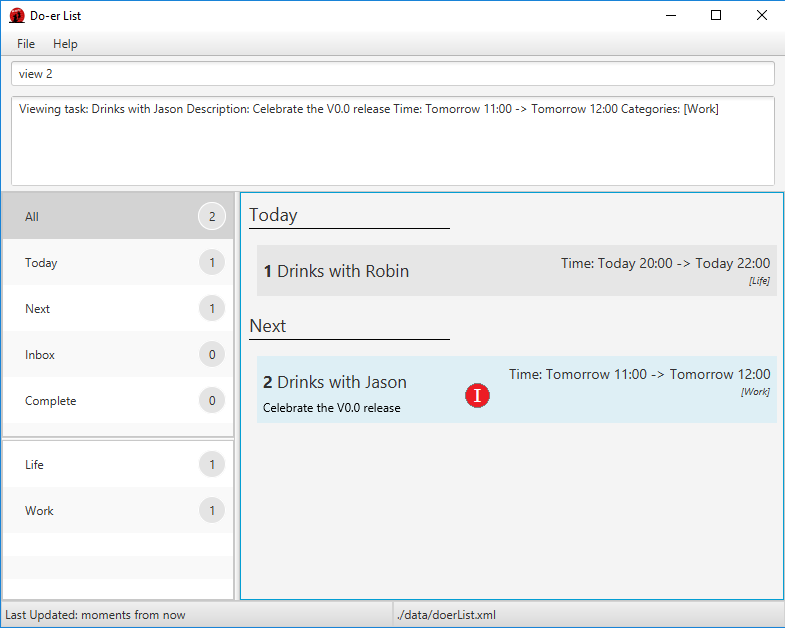 Do-er List
File Help
view 2
Viewing task: Drinks with Jason Description: Celebrate the V0.0 release Time: Tomorrow 11:00 -> Tomorrow 12:00 Categories: [Work]
All 2
Today 1
Next 1
Inbox 0
Complete 0
Life 1
Work 1
Today
1 Drinks with Robin
Time: Today 20:00 -> Today 22:00
[Life]
Next
2 Drinks with Jason
Celebrate the V0.0 release
I
Time: Tomorrow 11:00 -> Tomorrow 12:00
[Work]
Last Updated: moments from now
./data/doerList.xml